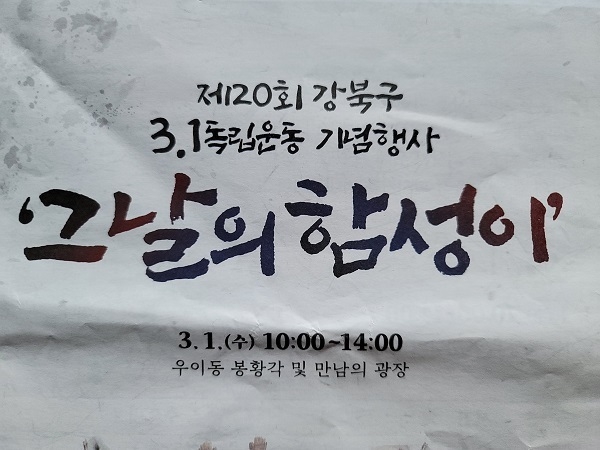 제120회 강북구
3.1독립운동 기념행사
‘그날의 함성이’
3.1.(수) 10:00~14:00
우이동 봉황각 및 만남의 광장